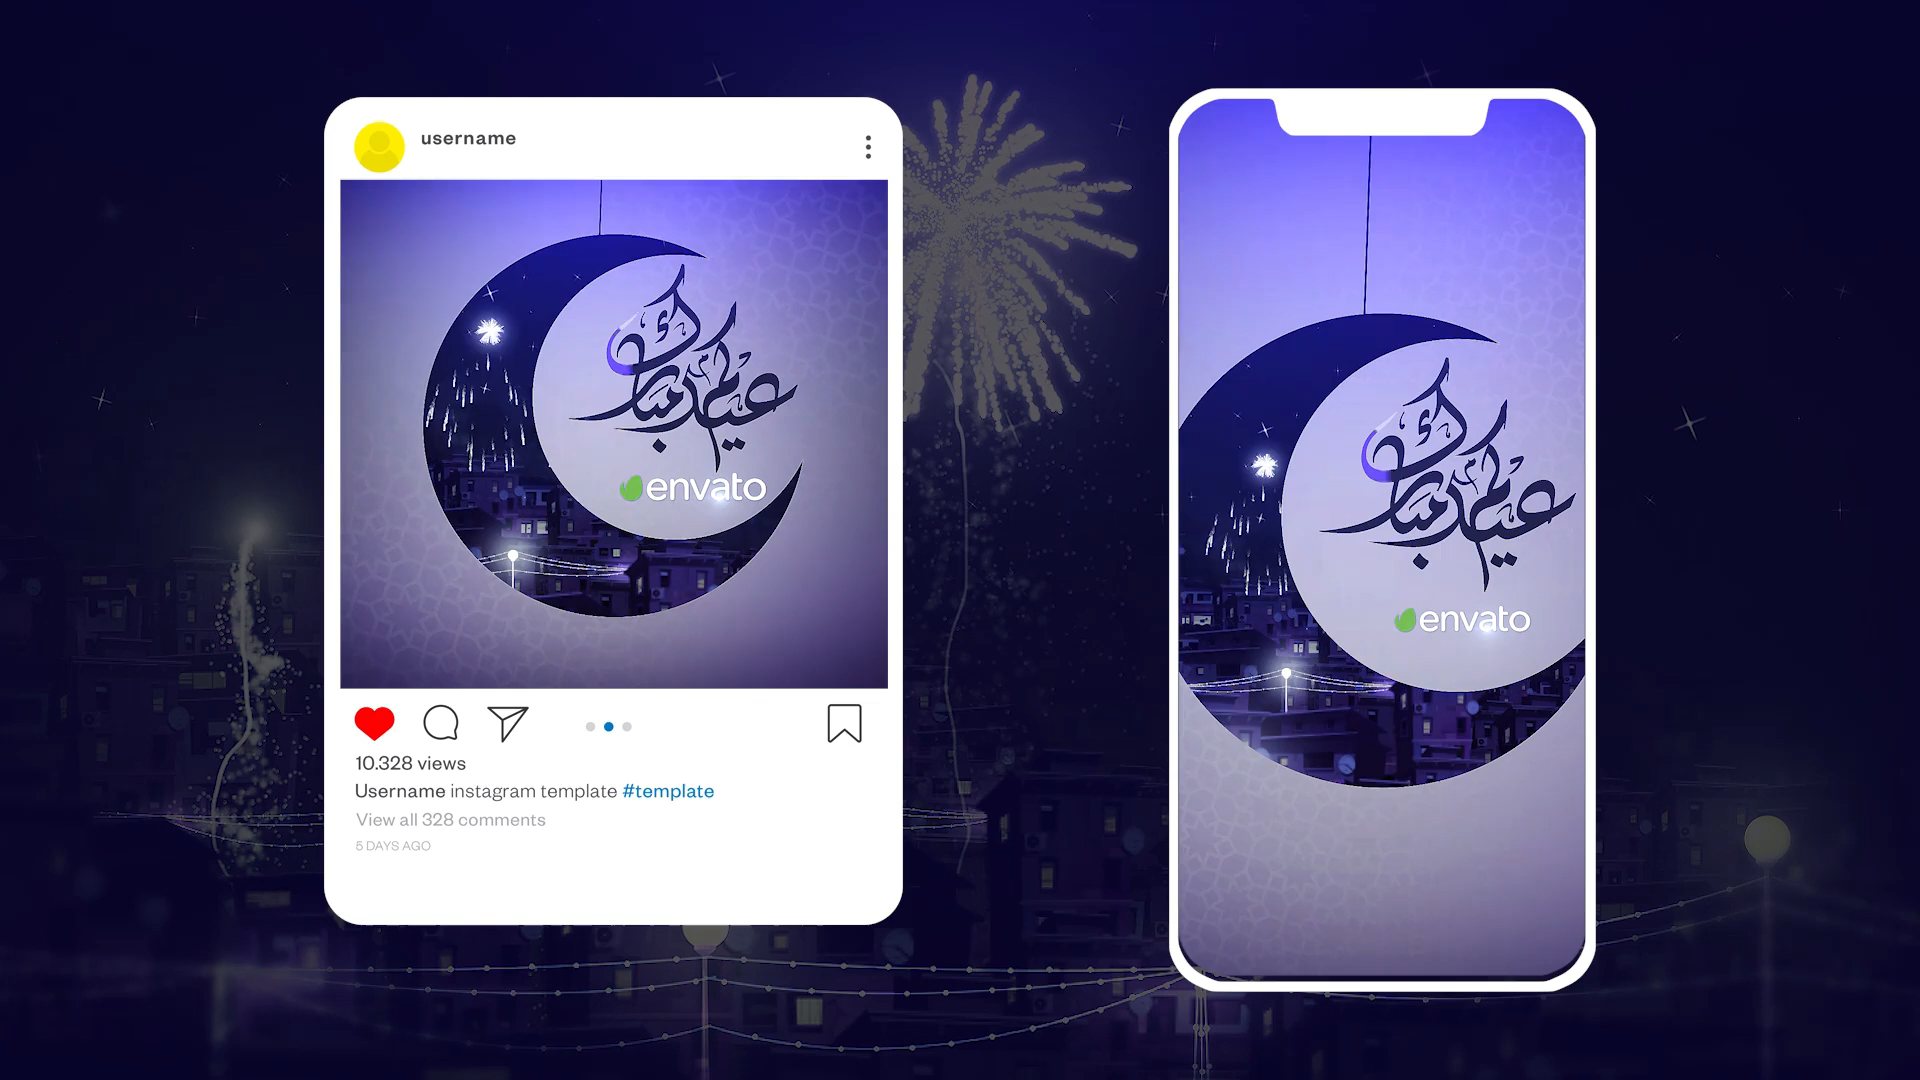 username
عيدكم مبارك
envato
10.328 views
Username instagram template #template
View all 328 comments
5 DAYS AGO
عيدكم مبارك
envato